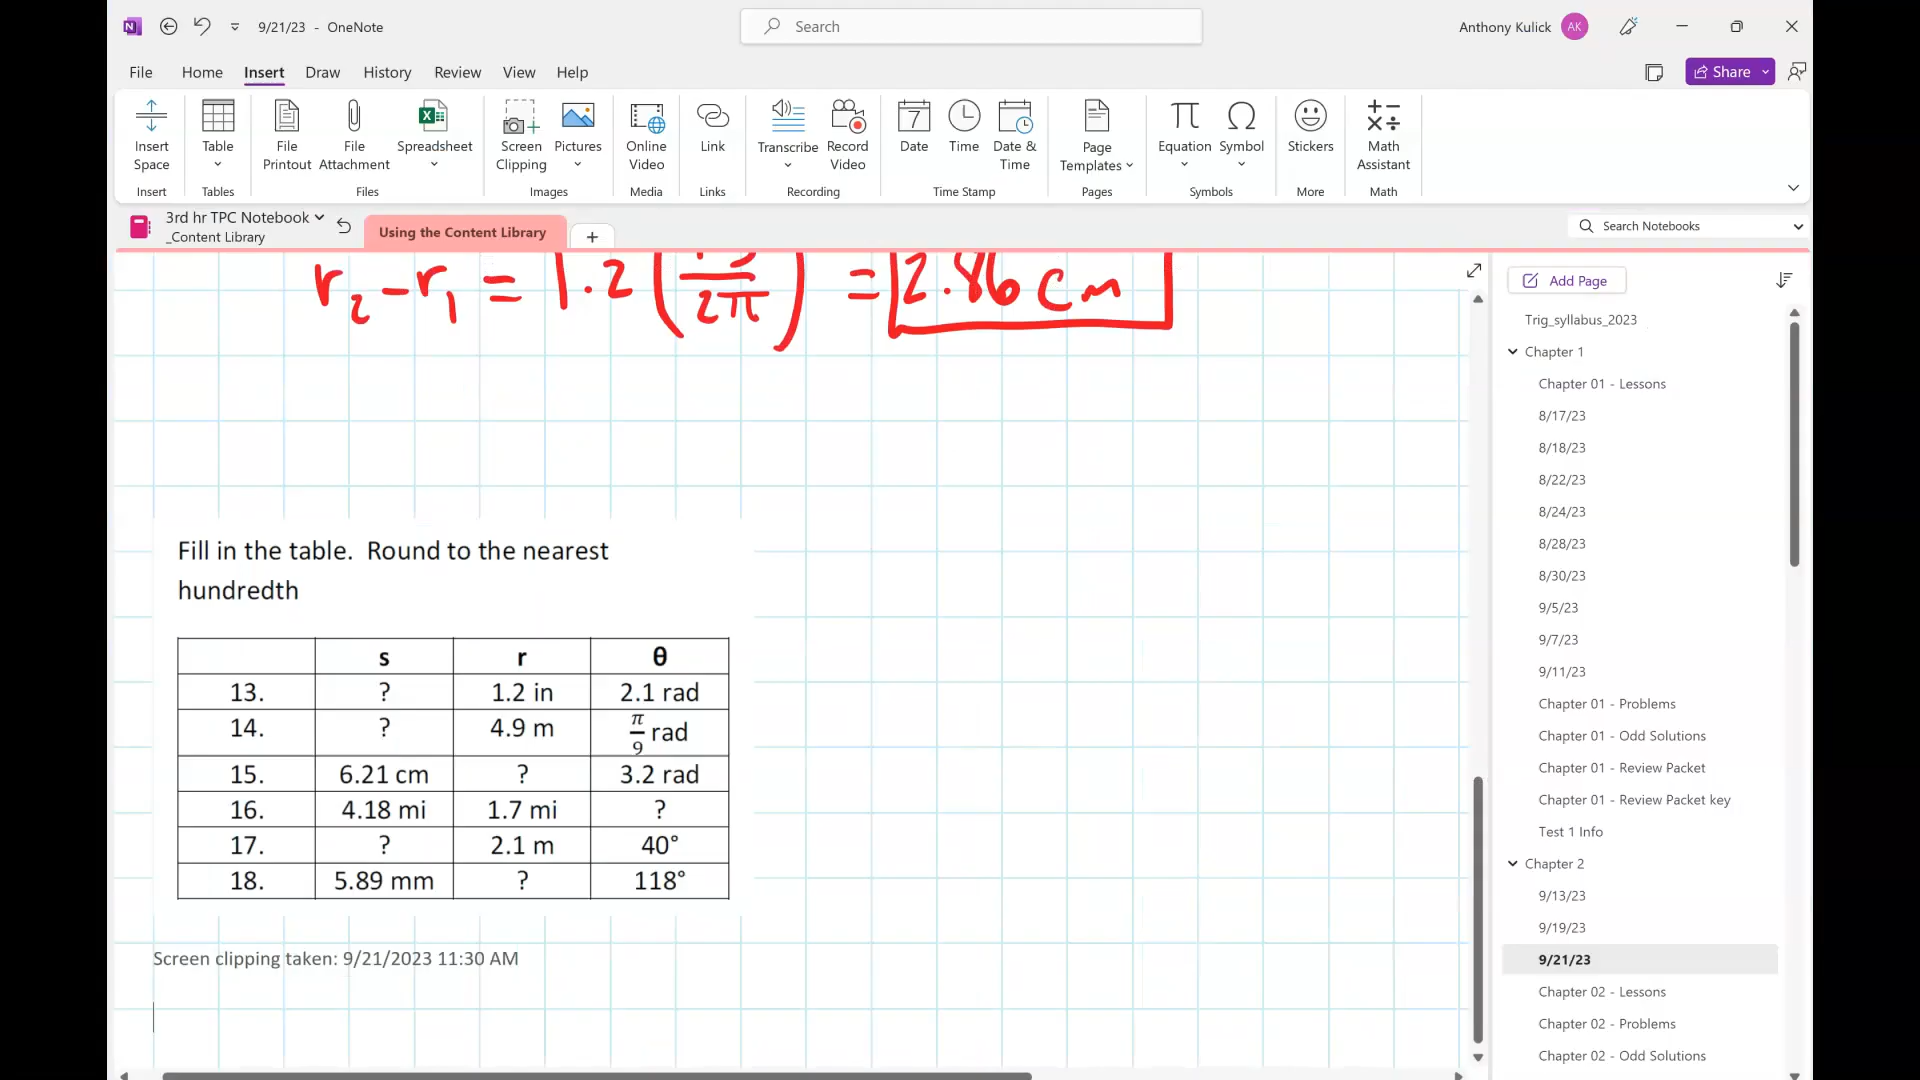 9/21/23 - OneNote
Search
Anthony Kulick
AK
File Home Insert Draw History Review View Help
Share
Insert Space
Table
File Printout
File Attachment
Spreadsheet
Screen Clipping
Pictures
Online Video
Link
Transcribe
Record Video
Date
Time
Date & Time
Page Templates
Equation
Symbol
Stickers
Math Assistant
Insert Tables Files Images Media Links Recording Time Stamp Pages Symbols More Math
3rd hr TPC Notebook
_Content Library
Using the Content Library
Search Notebooks
r₂ - r₁ = 1.2 ( / 2π) = 2.86 cm
Fill in the table. Round to the nearest
hundredth
s r θ
13. ? 1.2 in 2.1 rad
14. ? 4.9 m π/9 rad
15. 6.21 cm ? 3.2 rad
16. 4.18 mi 1.7 mi ?
17. ? 2.1 m 40°
18. 5.89 mm ? 118°
Screen clipping taken: 9/21/2023 11:30 AM
Add Page
Trig_syllabus_2023
Chapter 1
Chapter 01 - Lessons
8/17/23
8/18/23
8/22/23
8/24/23
8/28/23
8/30/23
9/5/23
9/7/23
9/11/23
Chapter 01 - Problems
Chapter 01 - Odd Solutions
Chapter 01 - Review Packet
Chapter 01 - Review Packet key
Test 1 Info
Chapter 2
9/13/23
9/19/23
9/21/23
Chapter 02 - Lessons
Chapter 02 - Problems
Chapter 02 - Odd Solutions